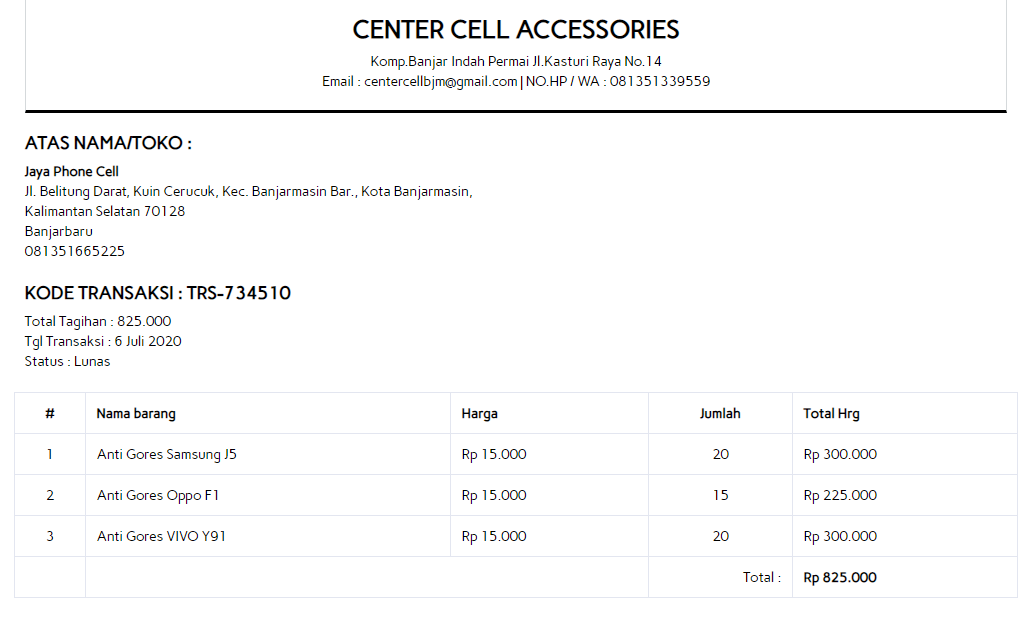 CENTER CELL ACCESSORIES
Komp.Banjar Indah Permai Jl.Kasturi Raya No.14
Email : centercellbjm@gmail.com | NO.HP / WA : 081351339559
ATAS NAMA/TOKO :
Jaya Phone Cell
Jl. Belitung Darat, Kuin Cerucuk, Kec. Banjarmasin Bar., Kota Banjarmasin,
Kalimantan Selatan 70128
Banjarbaru
081351665225
KODE TRANSAKSI : TRS-734510
Total Tagihan : 825.000
Tgl Transaksi : 6 Juli 2020
Status : Lunas
# Nama barang Harga Jumlah Total Hrg
1 Anti Gores Samsung J5 Rp 15.000 20 Rp 300.000
2 Anti Gores Oppo F1 Rp 15.000 15 Rp 225.000
3 Anti Gores VIVO Y91 Rp 15.000 20 Rp 300.000
Total : Rp 825.000